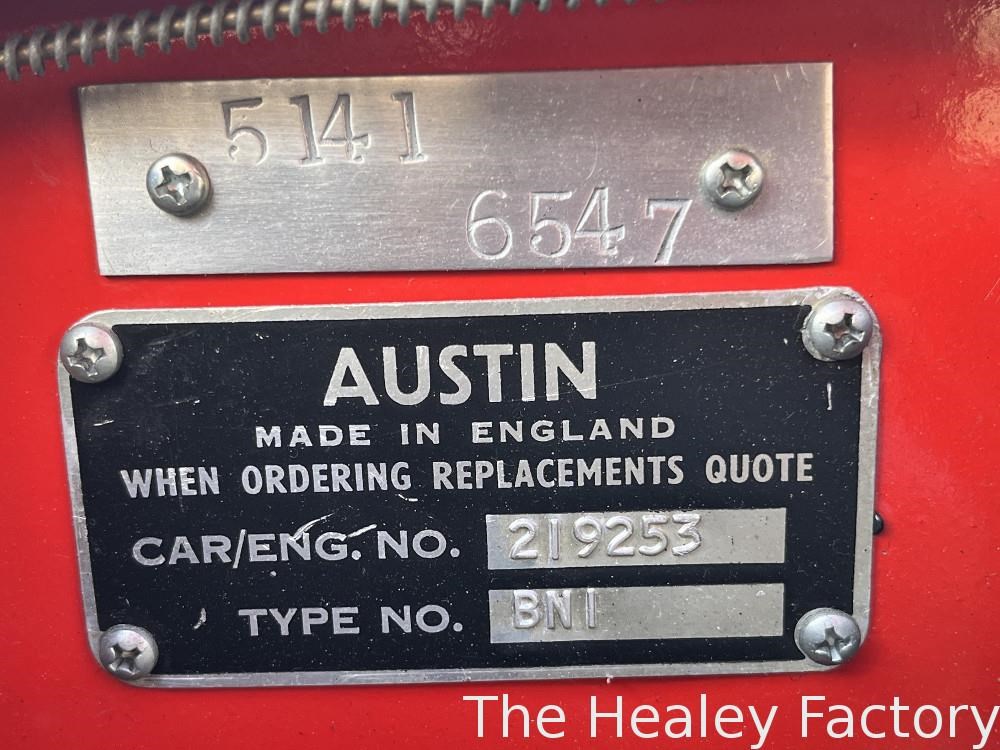 5141
6547
AUSTIN
MADE IN ENGLAND
WHEN ORDERING REPLACEMENTS QUOTE
CAR/ENG. NO. 219253
TYPE NO. BN1
The Healey Factory